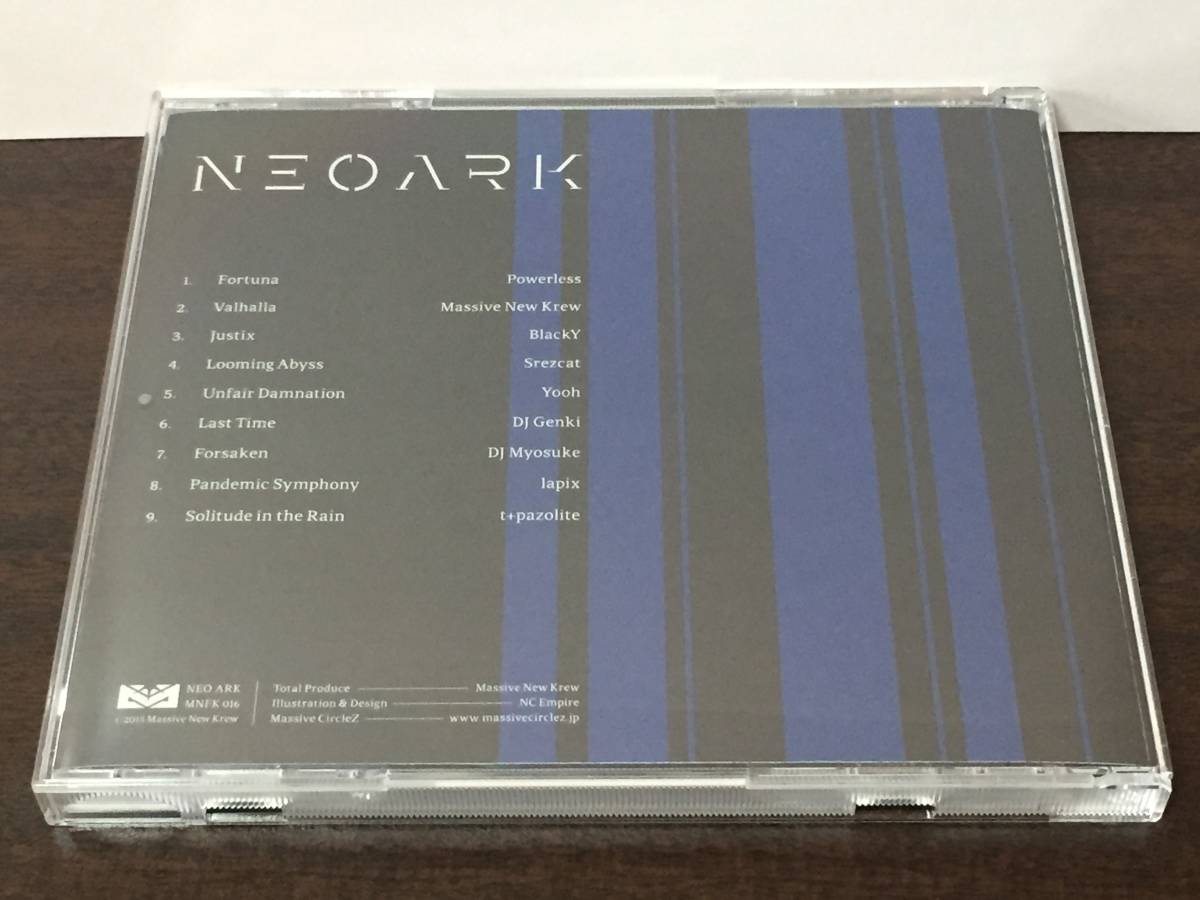 NEOARK
1. Fortuna Powerless
2. Valhalla Massive New Krew
3. Justix BlackY
4. Looming Abyss Srezcat
5. Unfair Damnation Yooh
6. Last Time DJ Genki
7. Forsaken DJ Myosuke
8. Pandemic Symphony lapix
9. Solitude in the Rain t+pazolite
NEO ARK Total Produce Massive New Krew
MNFK 016 Illustration & Design NC Empire
Massive New Krew Massive CircleZ www.massivecirclez.jp